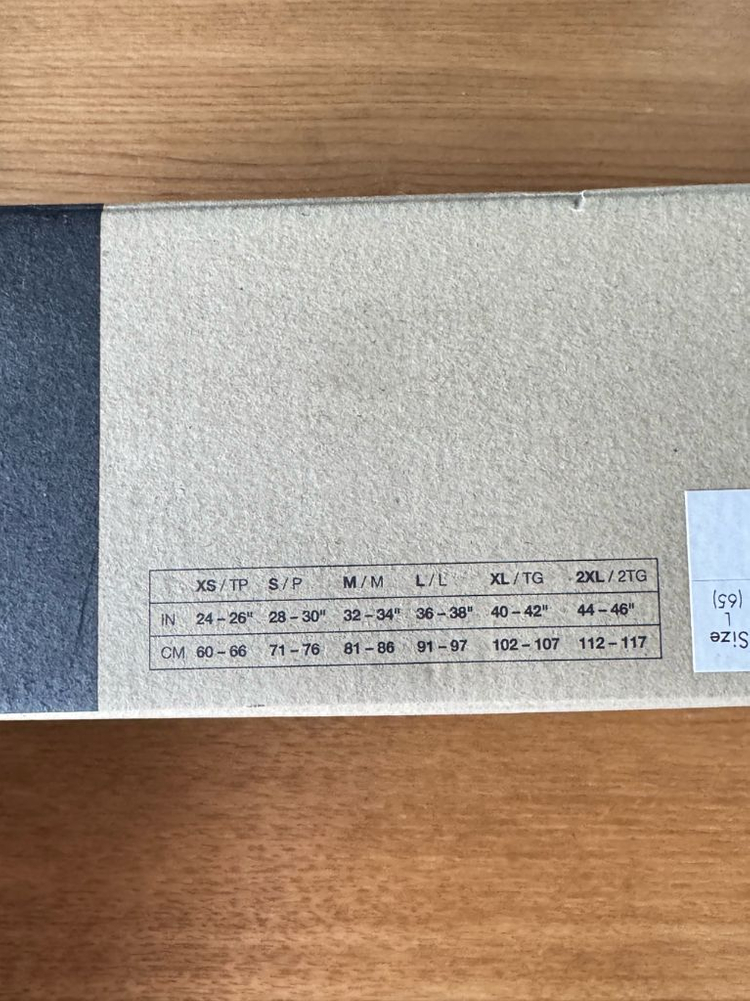 XS / TP S / P M / M L / L XL / TG 2XL / 2TG
IN 24 – 26" 28 – 30" 32 – 34" 36 – 38" 40 – 42" 44 – 46"
CM 60 – 66 71 – 76 81 – 86 91 – 97 102 – 107 112 – 117
Size
L
(65)